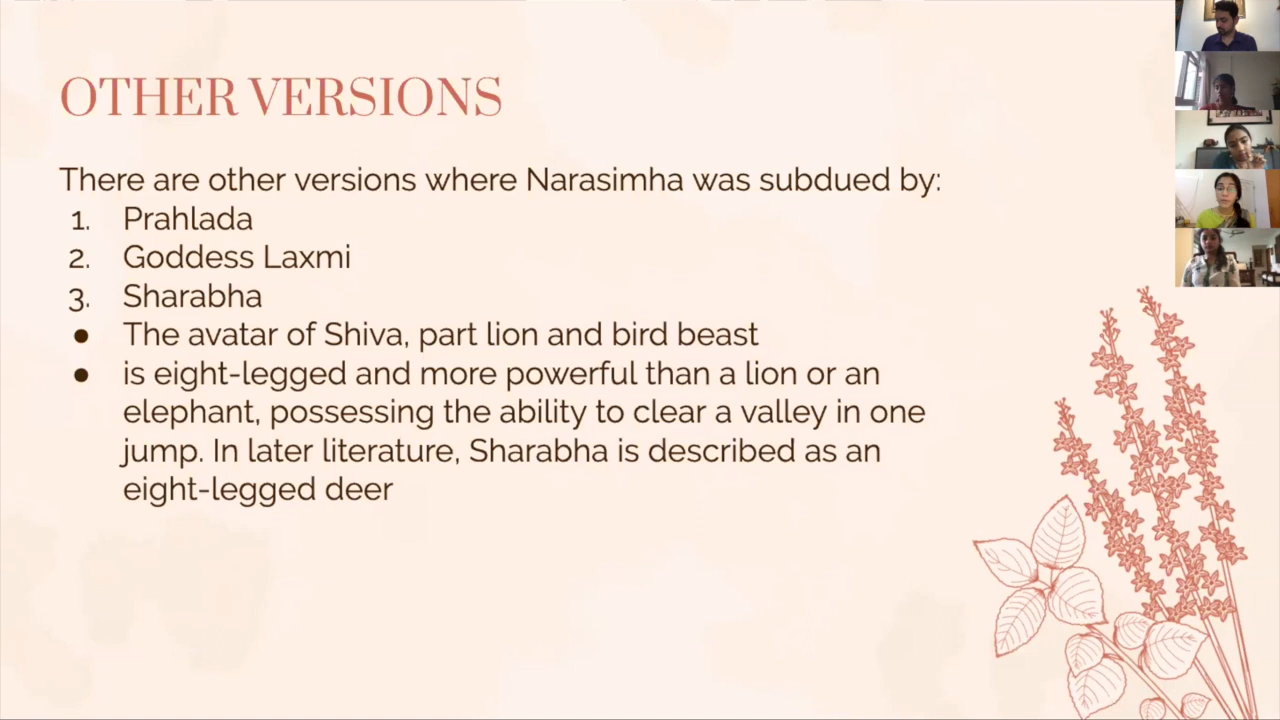 OTHER VERSIONS
There are other versions where Narasimha was subdued by:
1. Prahlada
2. Goddess Laxmi
3. Sharabha
● The avatar of Shiva, part lion and bird beast
● is eight-legged and more powerful than a lion or an
elephant, possessing the ability to clear a valley in one
jump. In later literature, Sharabha is described as an
eight-legged deer